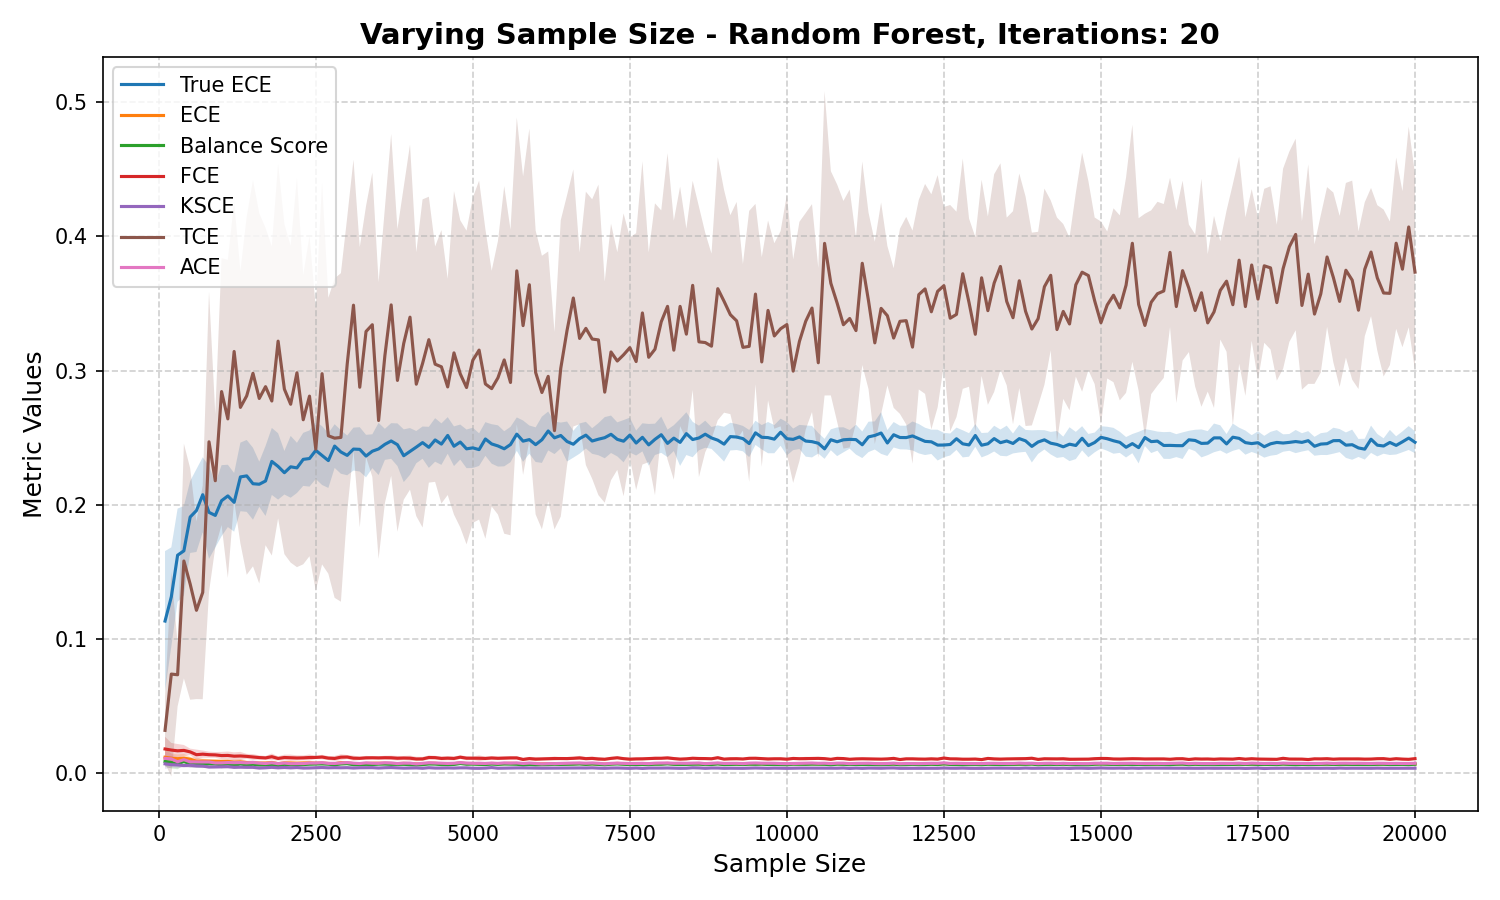 Varying Sample Size - Random Forest, Iterations: 20
True ECE
ECE
Balance Score
FCE
KSCE
TCE
ACE
Metric Values
0.5
0.4
0.3
0.2
0.1
0.0
0 2500 5000 7500 10000 12500 15000 17500 20000
Sample Size